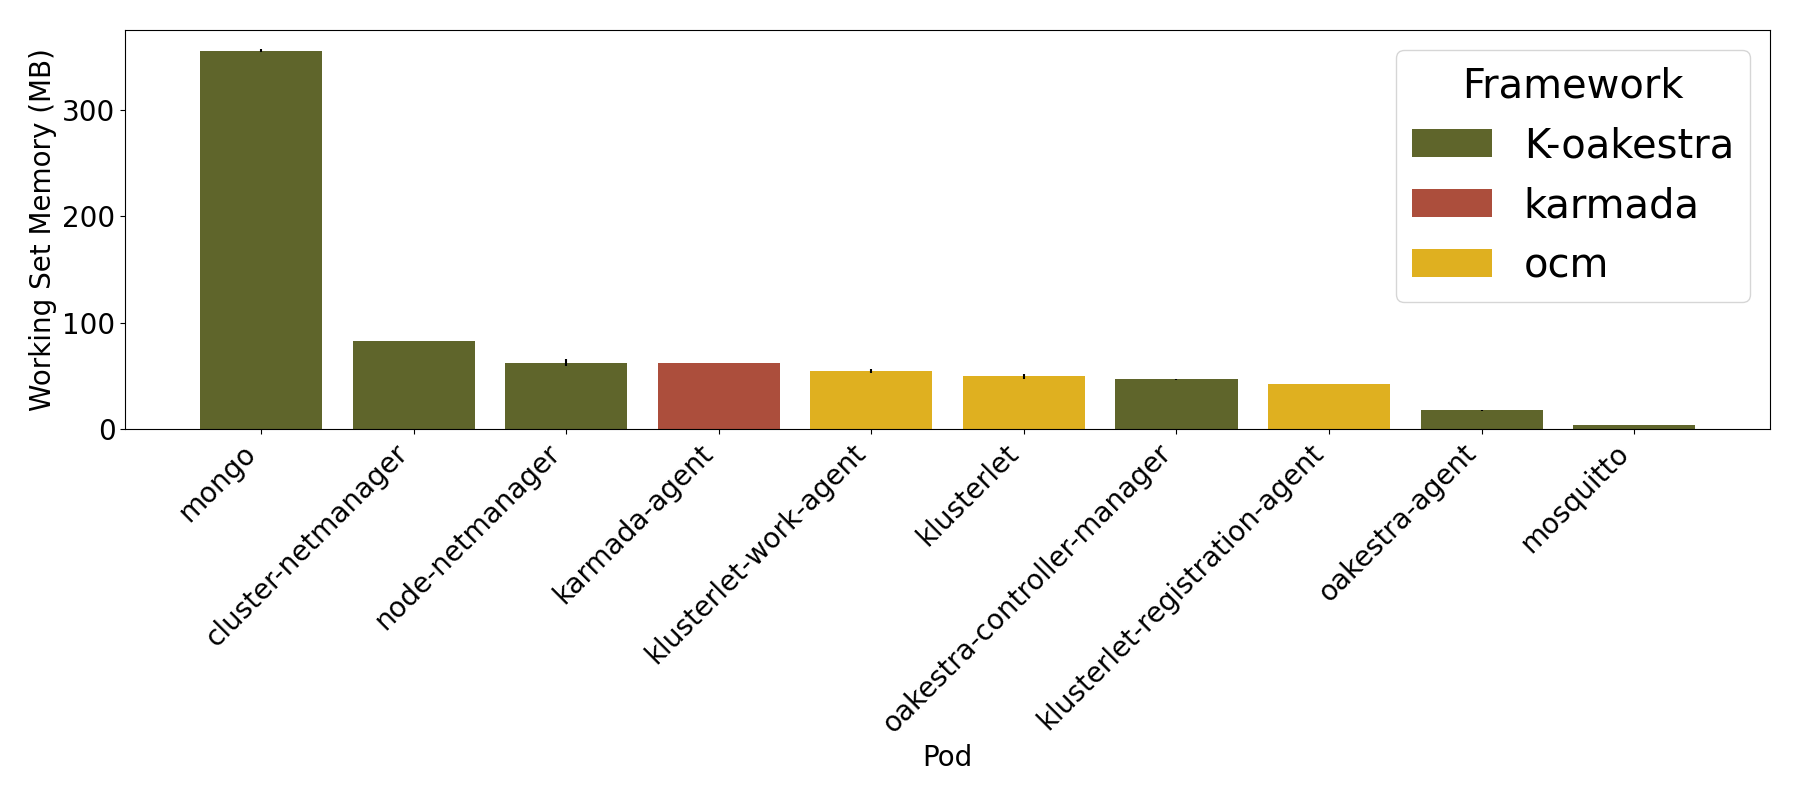 Working Set Memory (MB)
300
200
100
0
Framework
K-oakestra
karmada
ocm
mongo
cluster-netmanager
node-netmanager
karmada-agent
klusterlet-work-agent
klusterlet
oakestra-controller-manager
klusterlet-registration-agent
oakestra-agent
mosquitto
Pod